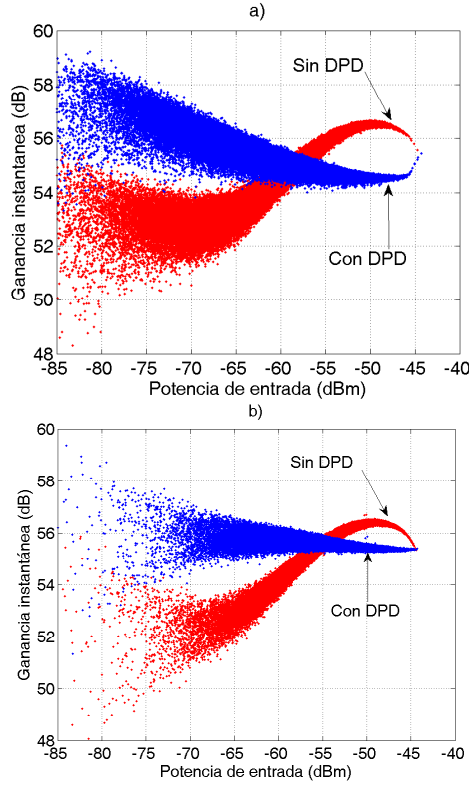 a)
60
58
56
54
52
50
48
Ganancia instantanea (dB)
Sin DPD
Con DPD
-85 -80 -75 -70 -65 -60 -55 -50 -45 -40
Potencia de entrada (dBm)
b)
60
58
56
54
52
50
48
Ganancia instantánea (dB)
Sin DPD
Con DPD
-85 -80 -75 -70 -65 -60 -55 -50 -45 -40
Potencia de entrada (dBm)